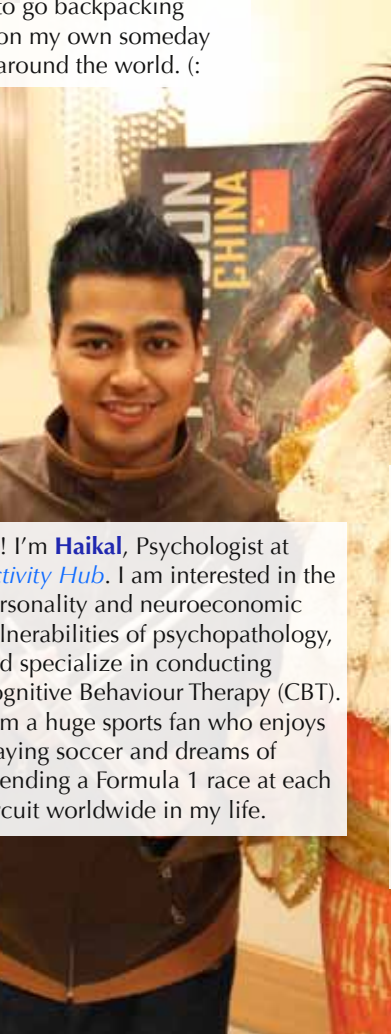 to go backpacking
on my own someday
around the world. (:
CHINA
! I'm Haikal, Psychologist at
tivity Hub. I am interested in the
rsonality and neuroeconomic
lnerabilities of psychopathology,
d specialize in conducting
ognitive Behaviour Therapy (CBT).
m a huge sports fan who enjoys
aying soccer and dreams of
ending a Formula 1 race at each
cuit worldwide in my life.